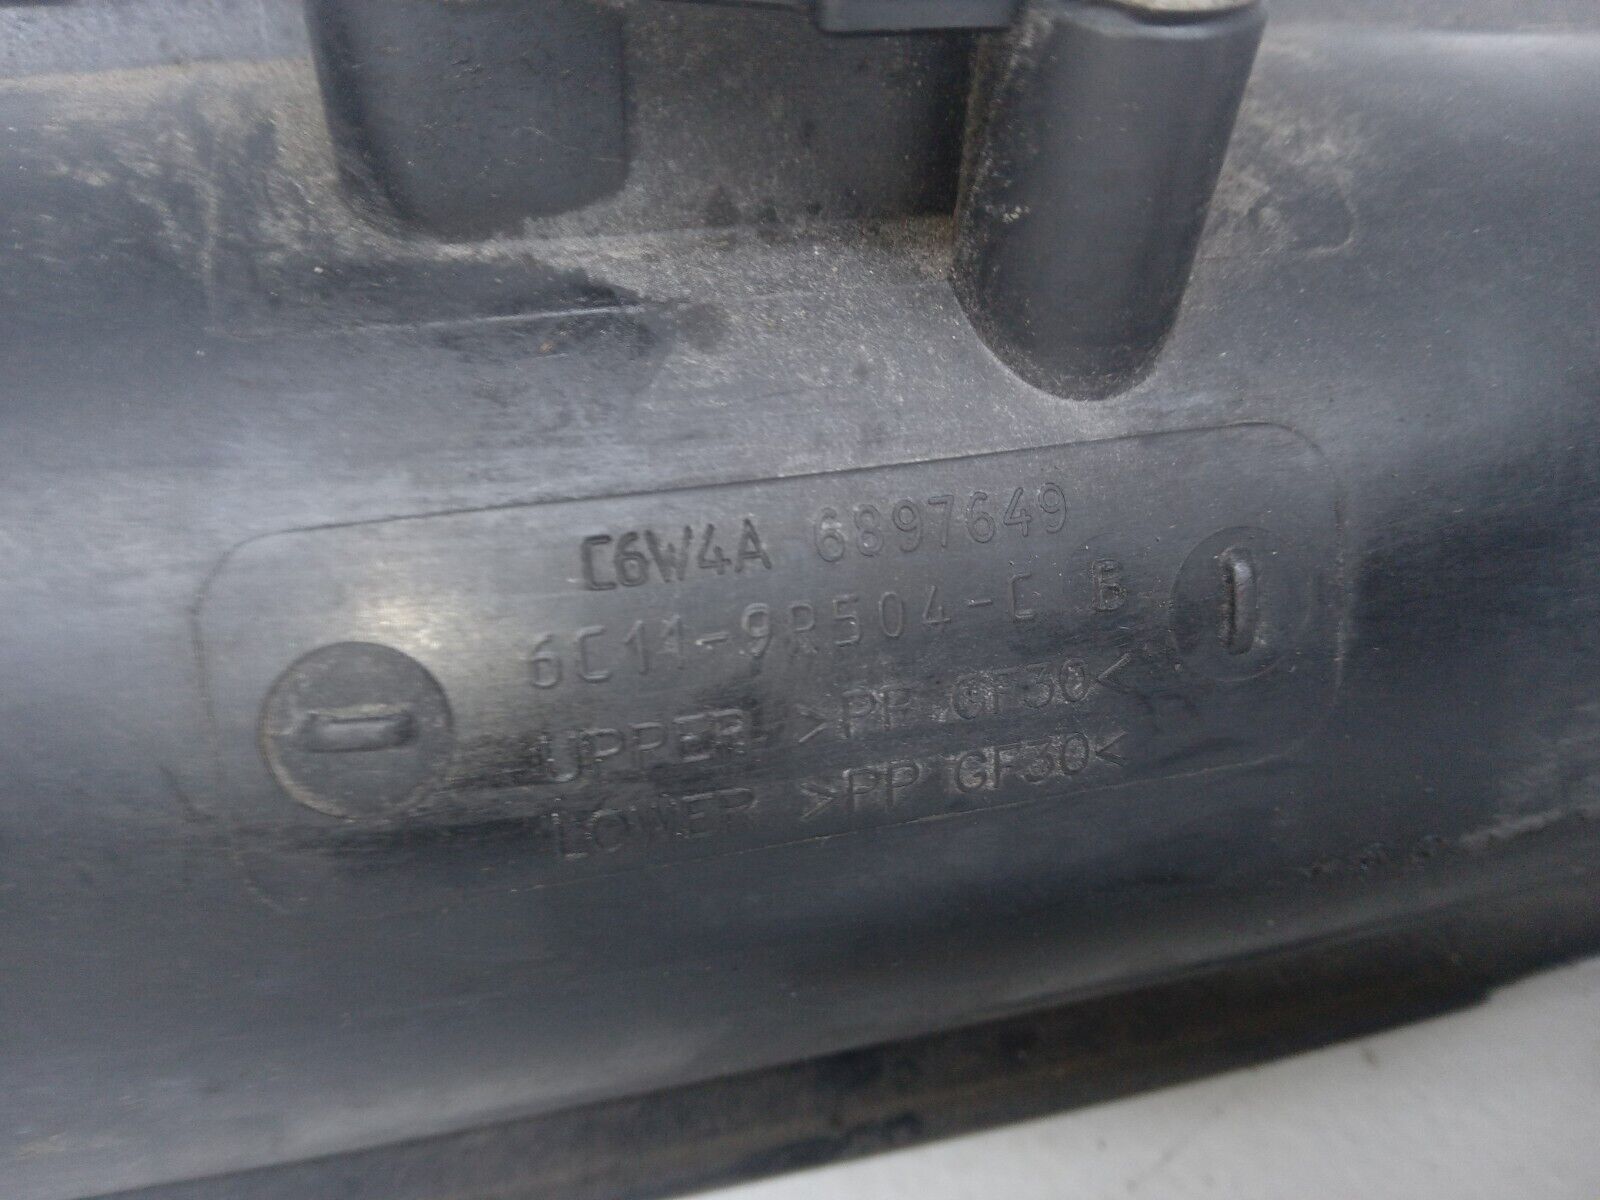 C6W4A 6897649
6C11-9R504-C B
UPPER >PP GF30<
LOWER >PP GF30<